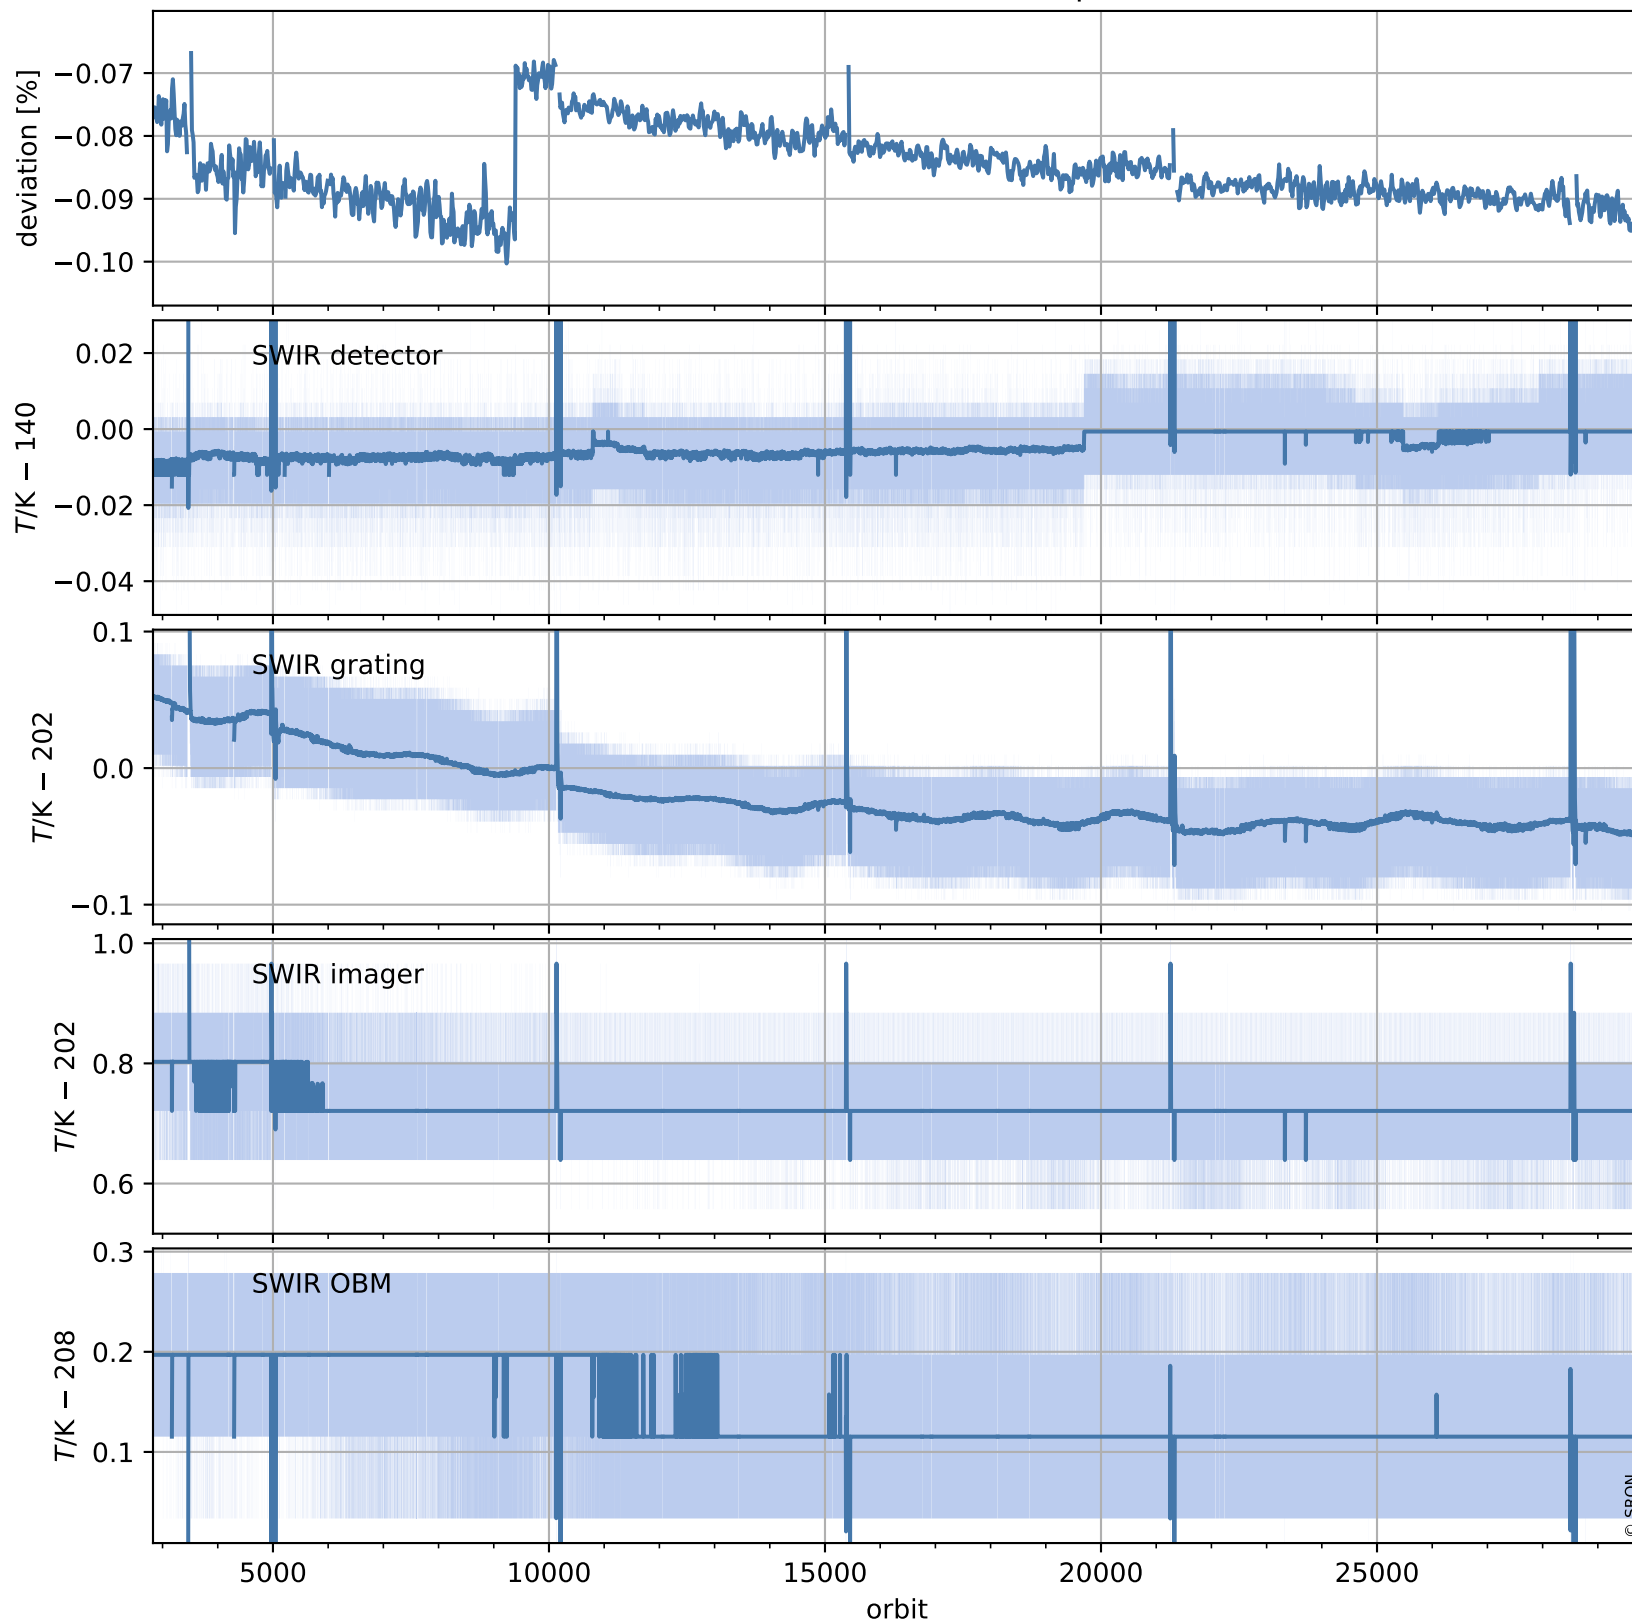 deviation [%]
−0.07
−0.08
−0.09
−0.10
SWIR detector
T/K − 140
0.02
0.00
−0.02
−0.04
SWIR grating
T/K − 202
0.1
0.0
−0.1
SWIR imager
T/K − 202
1.0
0.8
0.6
SWIR OBM
T/K − 208
0.3
0.2
0.1
© SRON
5000
10000
15000
20000
25000
orbit